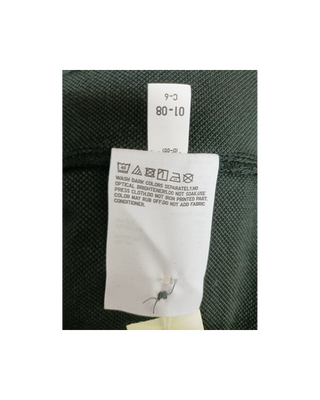 C-6
01-08
WASH DARK COLORS SEPARATELY.NO
OPTICAL BRIGHTENERS.DO NOT SOAK.USE
PRESS CLOTH.DO NOT IRON PRINTED PART.
COLOR MAY RUB OFF.DO NOT ADD FABRIC
CONDITIONER.